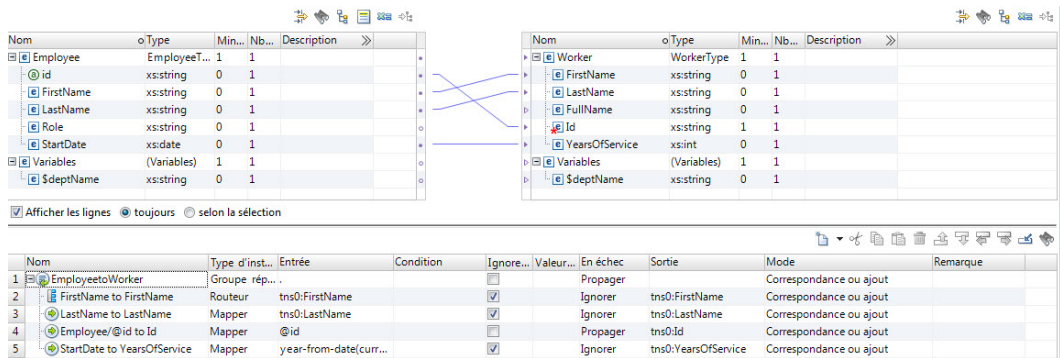 Nom Type Min... Nb... Description
Employee EmployeeT... 1 1
id xs:string 0 1
FirstName xs:string 0 1
LastName xs:string 0 1
Role xs:string 0 1
StartDate xs:date 0 1
Variables (Variables) 1 1
$deptName xs:string 0 1
Nom Type Min... Nb... Description
Worker WorkerType 1 1
FirstName xs:string 0 1
LastName xs:string 0 1
FullName xs:string 0 1
Id xs:string 1 1
YearsOfService xs:int 0 1
Variables (Variables) 1 1
$deptName xs:string 0 1
Afficher les lignes toujours selon la sélection
Nom Type d'inst... Entrée Condition Ignore... Valeur... En échec Sortie Mode Remarque
1 EmployeetoWorker Groupe rép... . Propager Correspondance ou ajout
2 FirstName to FirstName Routeur tns0:FirstName Ignorer tns0:FirstName Correspondance ou ajout
3 LastName to LastName Mapper tns0:LastName Ignorer tns0:LastName Correspondance ou ajout
4 Employee/@id to Id Mapper @id Propager tns0:Id Correspondance ou ajout
5 StartDate to YearsOfService Mapper year-from-date(curr... Ignorer tns0:YearsOfService Correspondance ou ajout